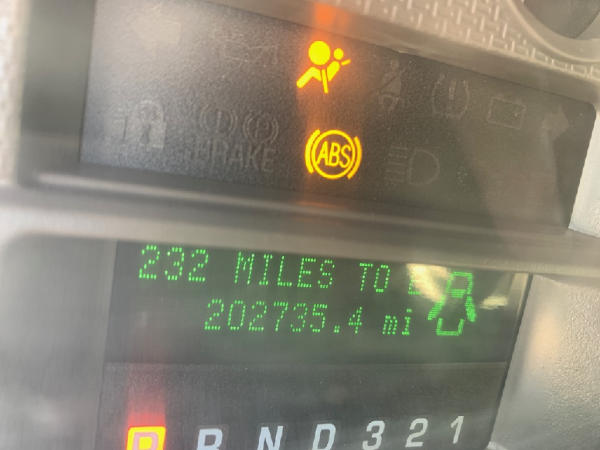 BRAKE
ABS
232 MILES TO E
202735.4 mi
P R N D 3 2 1